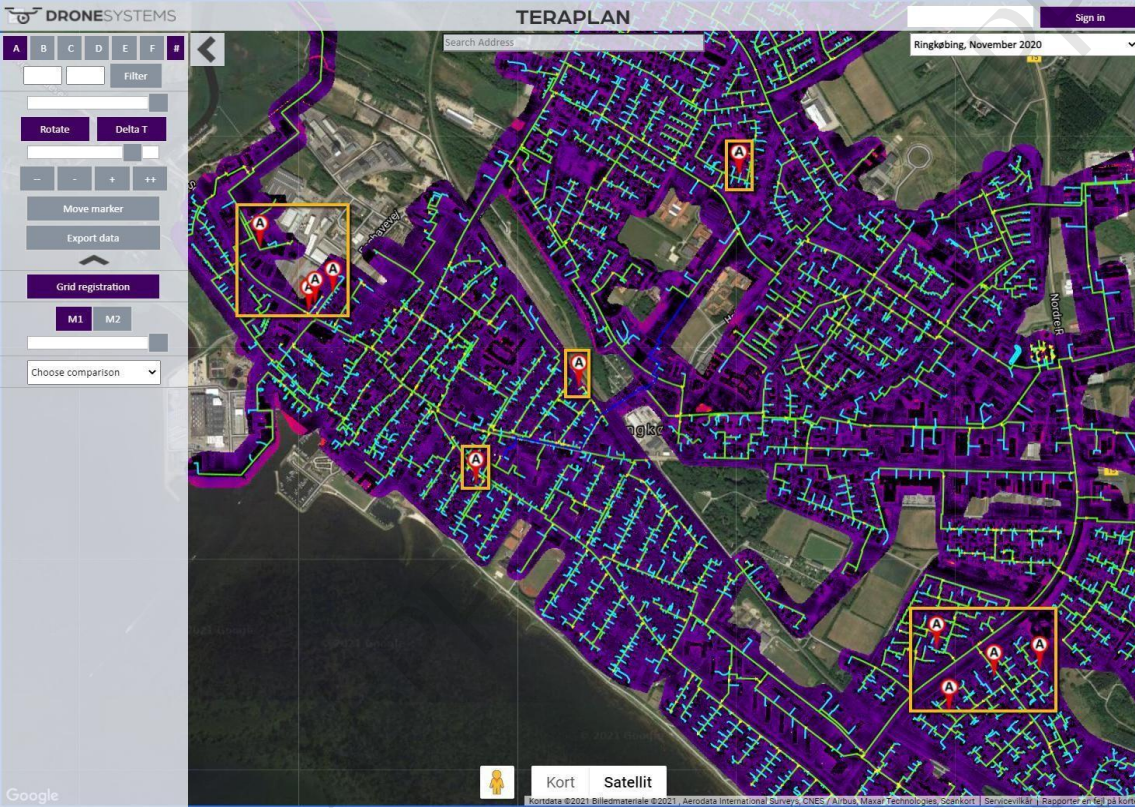 DRONESYSTEMS
TERAPLAN
Sign in
A B C D E F #
Search Address
Ringkøbing, November 2020
Filter
Rotate Delta T
-- - + ++
Move marker
Export data
Grid registration
M1 M2
Choose comparison
A
A
A
A
A
A
A
A
A
A
A
Nordre R
15
15
Kort Satellit
Google
Kortdata ©2021 Billedmateriale ©2021 , Aerodata International Surveys, CNES / Airbus, Maxar Technologies, Scankort Servicevilkår Rapporter en fejl på kort